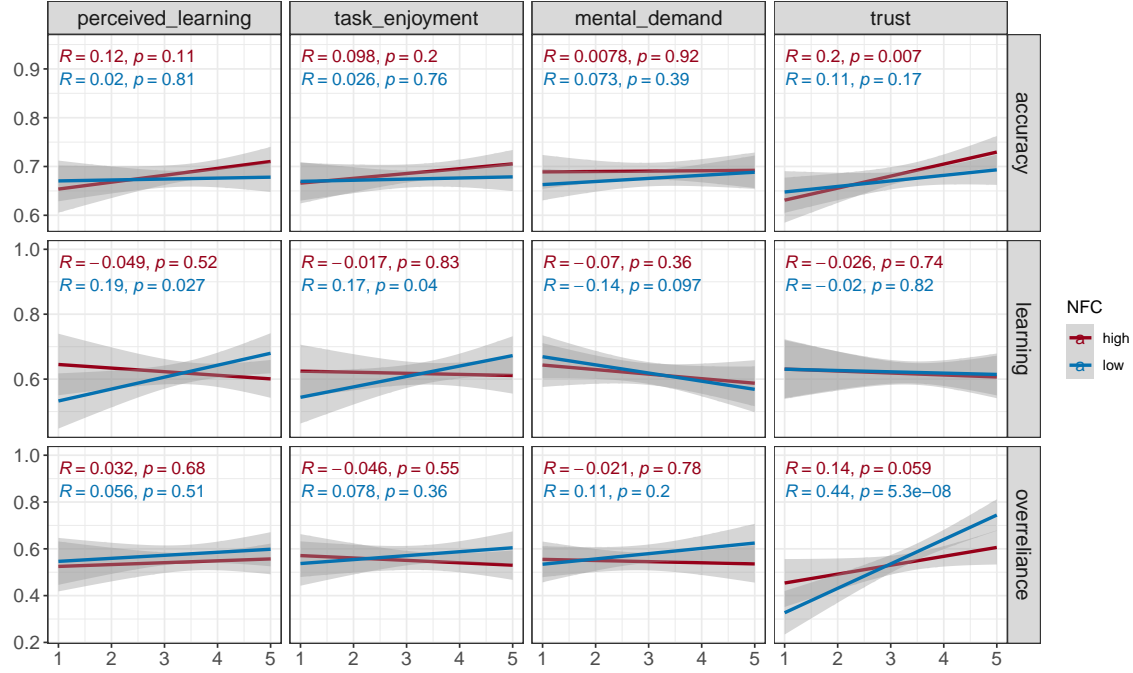 perceived_learning task_enjoyment mental_demand trust
R = 0.12, p = 0.11 R = 0.098, p = 0.2 R = 0.0078, p = 0.92 R = 0.2, p = 0.007
R = 0.02, p = 0.81 R = 0.026, p = 0.76 R = 0.073, p = 0.39 R = 0.11, p = 0.17
0.9
0.8
0.7
0.6
accuracy
1.0
R = −0.049, p = 0.52 R = −0.017, p = 0.83 R = −0.07, p = 0.36 R = −0.026, p = 0.74
R = 0.19, p = 0.027 R = 0.17, p = 0.04 R = −0.14, p = 0.097 R = −0.02, p = 0.82
0.8
0.6
learning
1.0
R = 0.032, p = 0.68 R = −0.046, p = 0.55 R = −0.021, p = 0.78 R = 0.14, p = 0.059
R = 0.056, p = 0.51 R = 0.078, p = 0.36 R = 0.11, p = 0.2 R = 0.44, p = 5.3e−08
0.8
0.6
0.4
0.2
overreliance
1 2 3 4 5 1 2 3 4 5 1 2 3 4 5 1 2 3 4 5
NFC
a high
a low